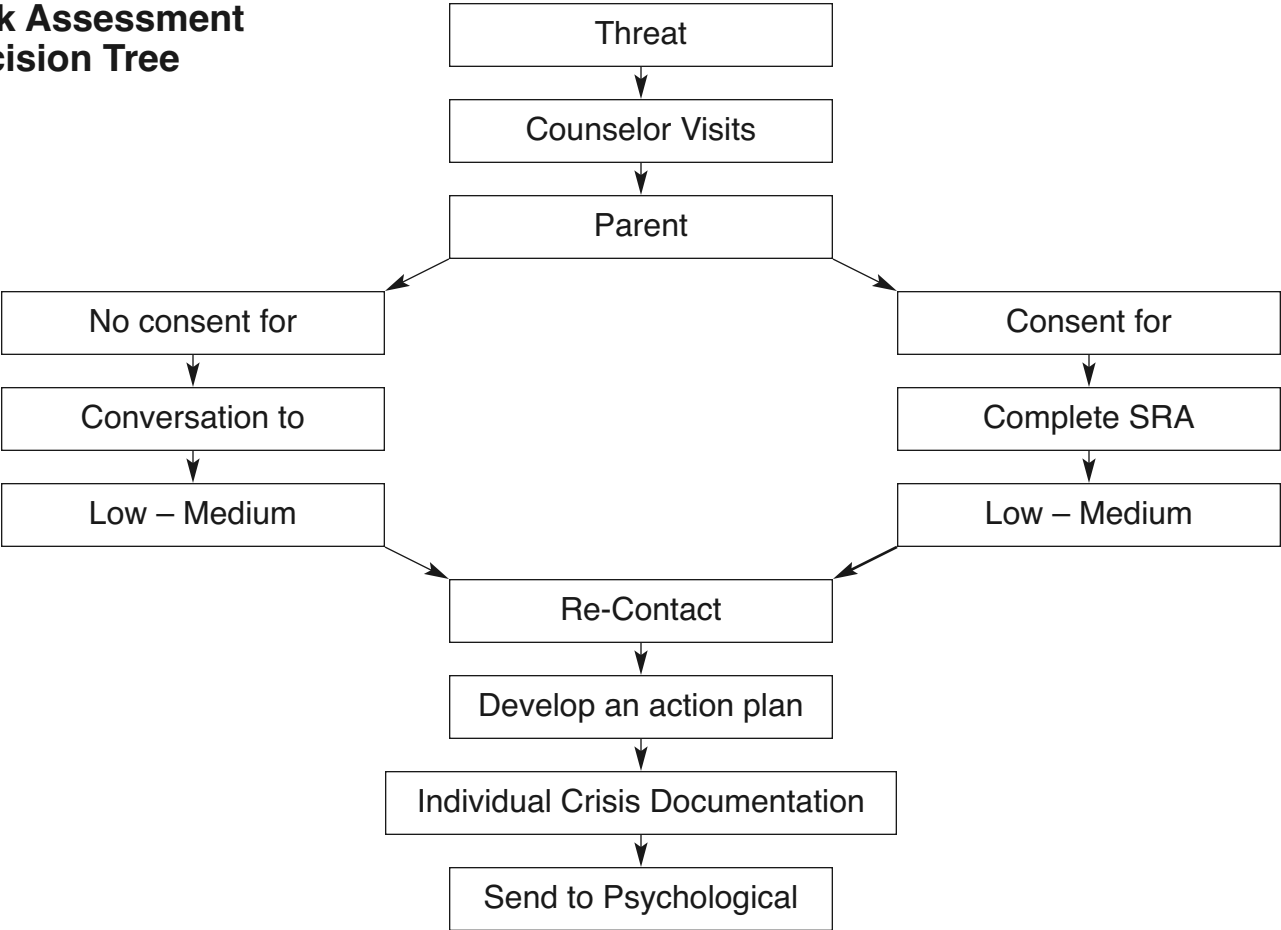 k Assessment
cision Tree
Threat
Counselor Visits
Parent
No consent for
Consent for
Conversation to
Complete SRA
Low – Medium
Low – Medium
Re-Contact
Develop an action plan
Individual Crisis Documentation
Send to Psychological